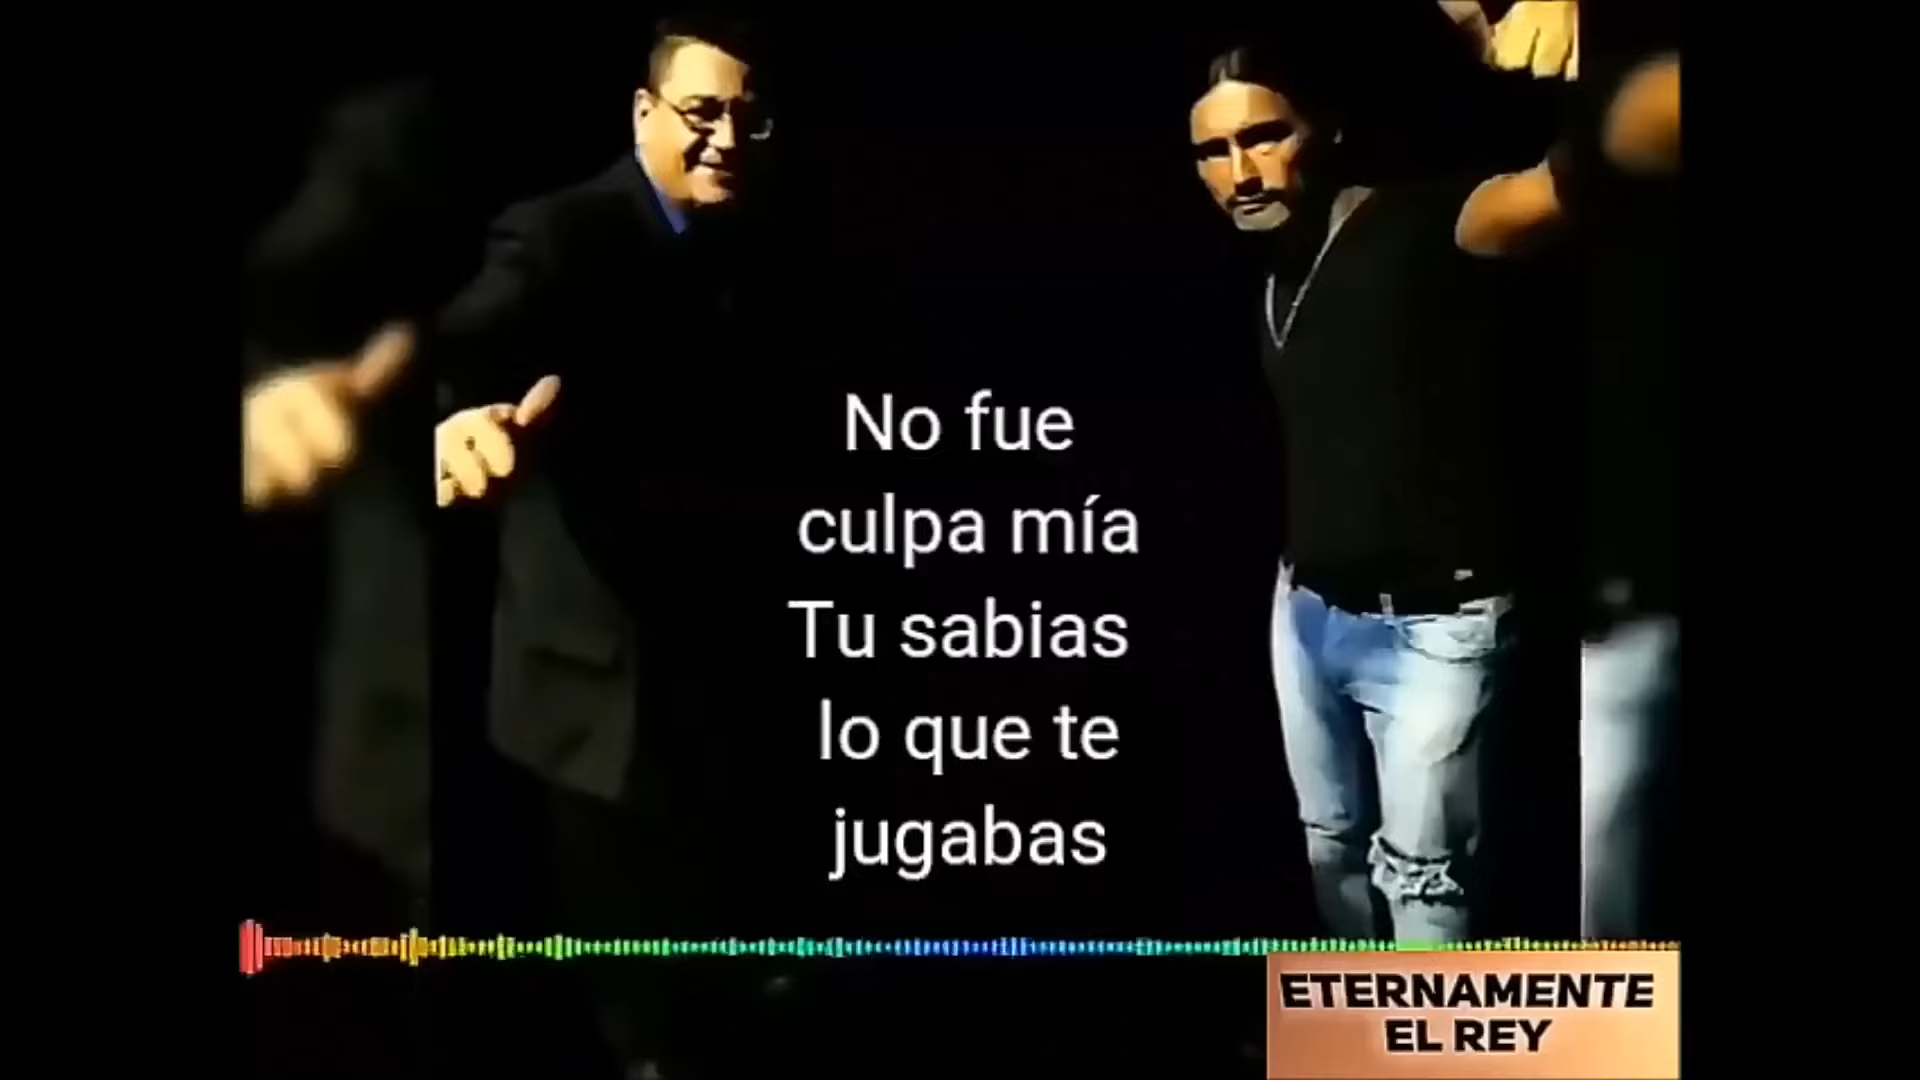 No fue
culpa mía
Tu sabias
lo que te
jugabas
ETERNAMENTE
EL REY